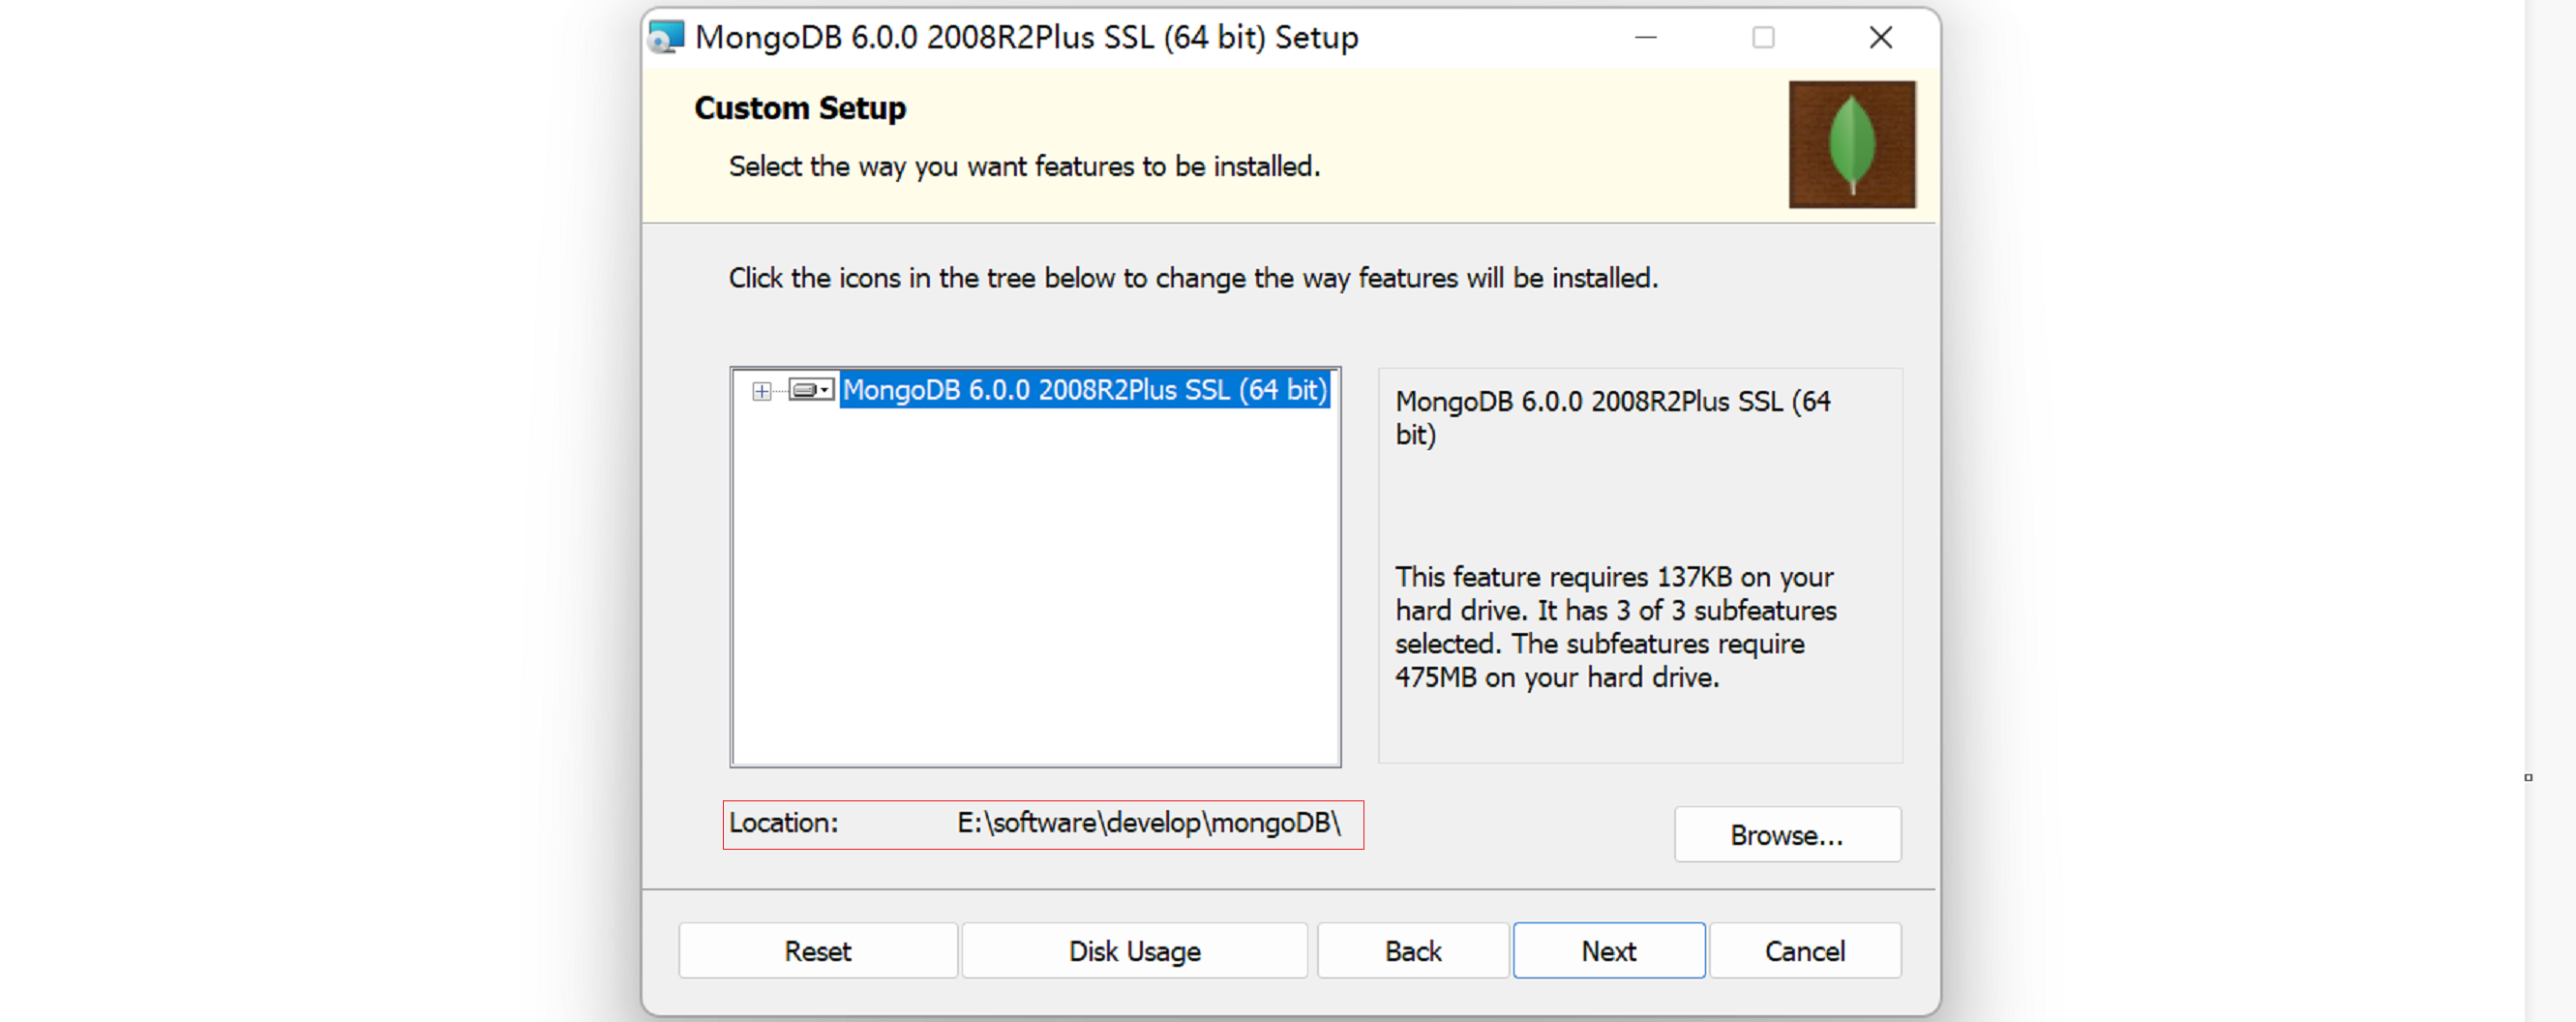 MongoDB 6.0.0 2008R2Plus SSL (64 bit) Setup
Custom Setup
Select the way you want features to be installed.
Click the icons in the tree below to change the way features will be installed.
MongoDB 6.0.0 2008R2Plus SSL (64 bit)
MongoDB 6.0.0 2008R2Plus SSL (64
bit)
This feature requires 137KB on your
hard drive. It has 3 of 3 subfeatures
selected. The subfeatures require
475MB on your hard drive.
Location: E:\software\develop\mongoDB\
Browse...
Reset Disk Usage Back Next Cancel